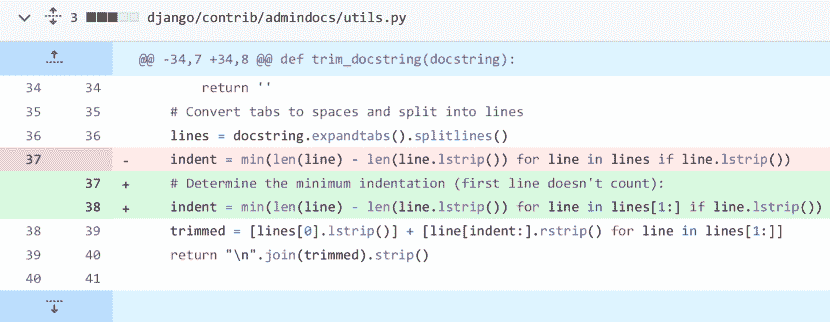 3 django/contrib/admindocs/utils.py
@@ -34,7 +34,8 @@ def trim_docstring(docstring):
34 34 return ''
35 35 # Convert tabs to spaces and split into lines
36 36 lines = docstring.expandtabs().splitlines()
37 - indent = min(len(line) - len(line.lstrip()) for line in lines if line.lstrip())
37 + # Determine the minimum indentation (first line doesn't count):
38 + indent = min(len(line) - len(line.lstrip()) for line in lines[1:] if line.lstrip())
38 39 trimmed = [lines[0].lstrip()] + [line[indent:].rstrip() for line in lines[1:]]
39 40 return "\n".join(trimmed).strip()
40 41